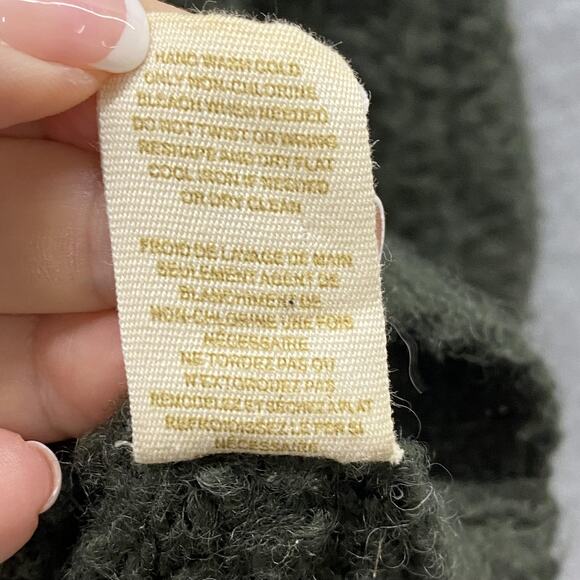 HAND WASH COLD
ONLY NON-CHLORINE
BLEACH WHEN NEEDED
DO NOT TWIST OR WRING
RESHAPE AND DRY FLAT
COOL IRON IF NEEDED
OR DRY CLEAN
FROID DE LAVAGE DE MAIN
SEULEMENT AGENT DE
BLANCHIMENT DE
NON-CHLORINE UNE FOIS
NÉCESSAIRE
NE TORDEZ PAS OU
N'EXTORQUEZ PAS
REMODELEZ ET SÉCHEZ À PLAT
REFROIDISSEZ LE FER SI
NÉCESSAIRE